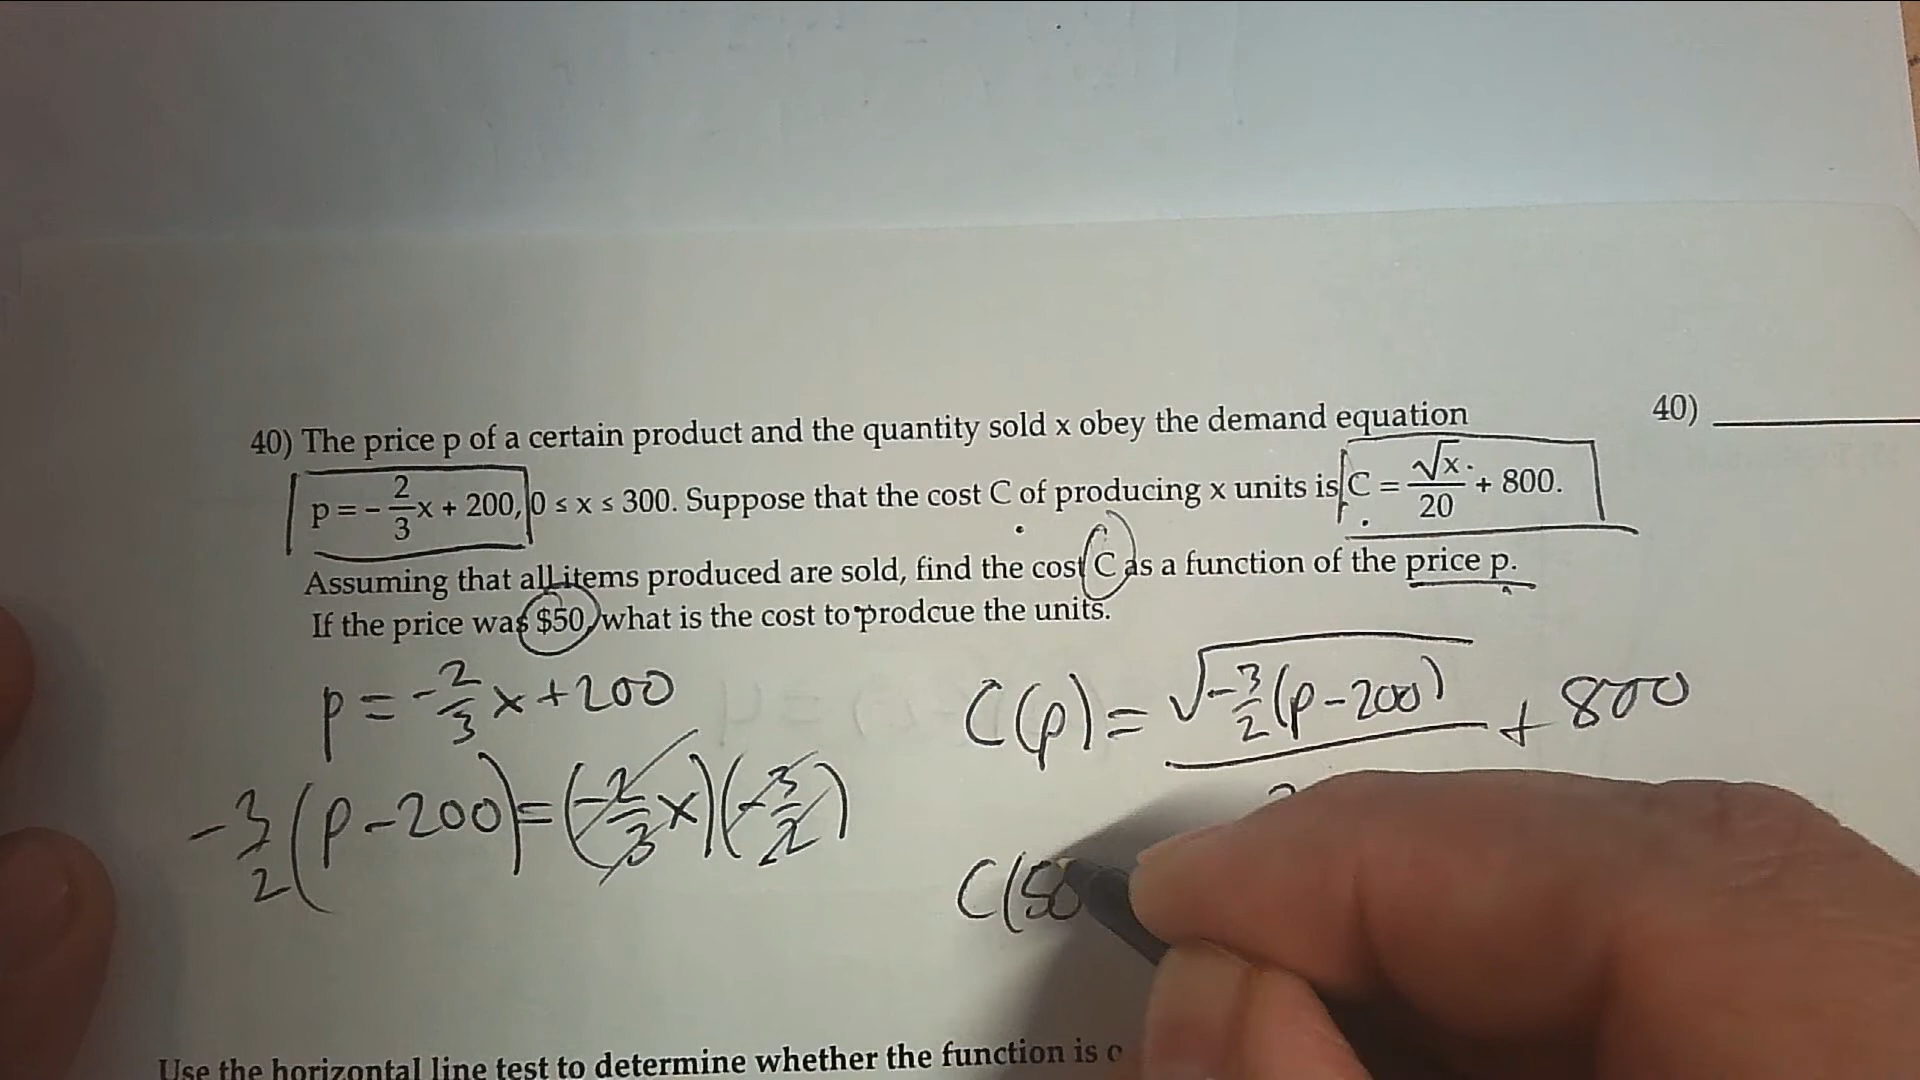 40) The price p of a certain product and the quantity sold x obey the demand equation
p = - 2/3 x + 200, 0 ≤ x ≤ 300. Suppose that the cost C of producing x units is C = √x/20 + 800.
Assuming that all items produced are sold, find the cost C as a function of the price p.
If the price was $50, what is the cost to prodcue the units.
40)
p = -2/3 x + 200
-3/2 (p - 200) = (-2/3 x)(-3/2)
C(p) = √-3/2(p-200) + 800
C(50
Use the horizontal line test to determine whether the function is